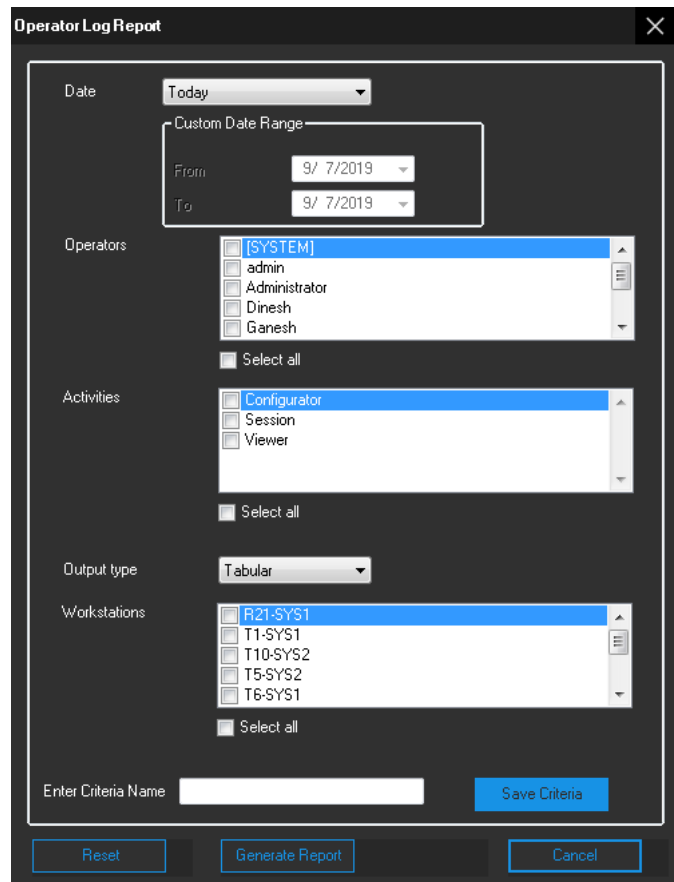 Operator Log Report
Date Today
Custom Date Range
From 9/ 7/2019
To 9/ 7/2019
Operators [SYSTEM]
admin
Administrator
Dinesh
Ganesh
Select all
Activities Configurator
Session
Viewer
Select all
Output type Tabular
Workstations R21-SYS1
T1-SYS1
T10-SYS2
T5-SYS2
T6-SYS1
Select all
Enter Criteria Name Save Criteria
Reset Generate Report Cancel